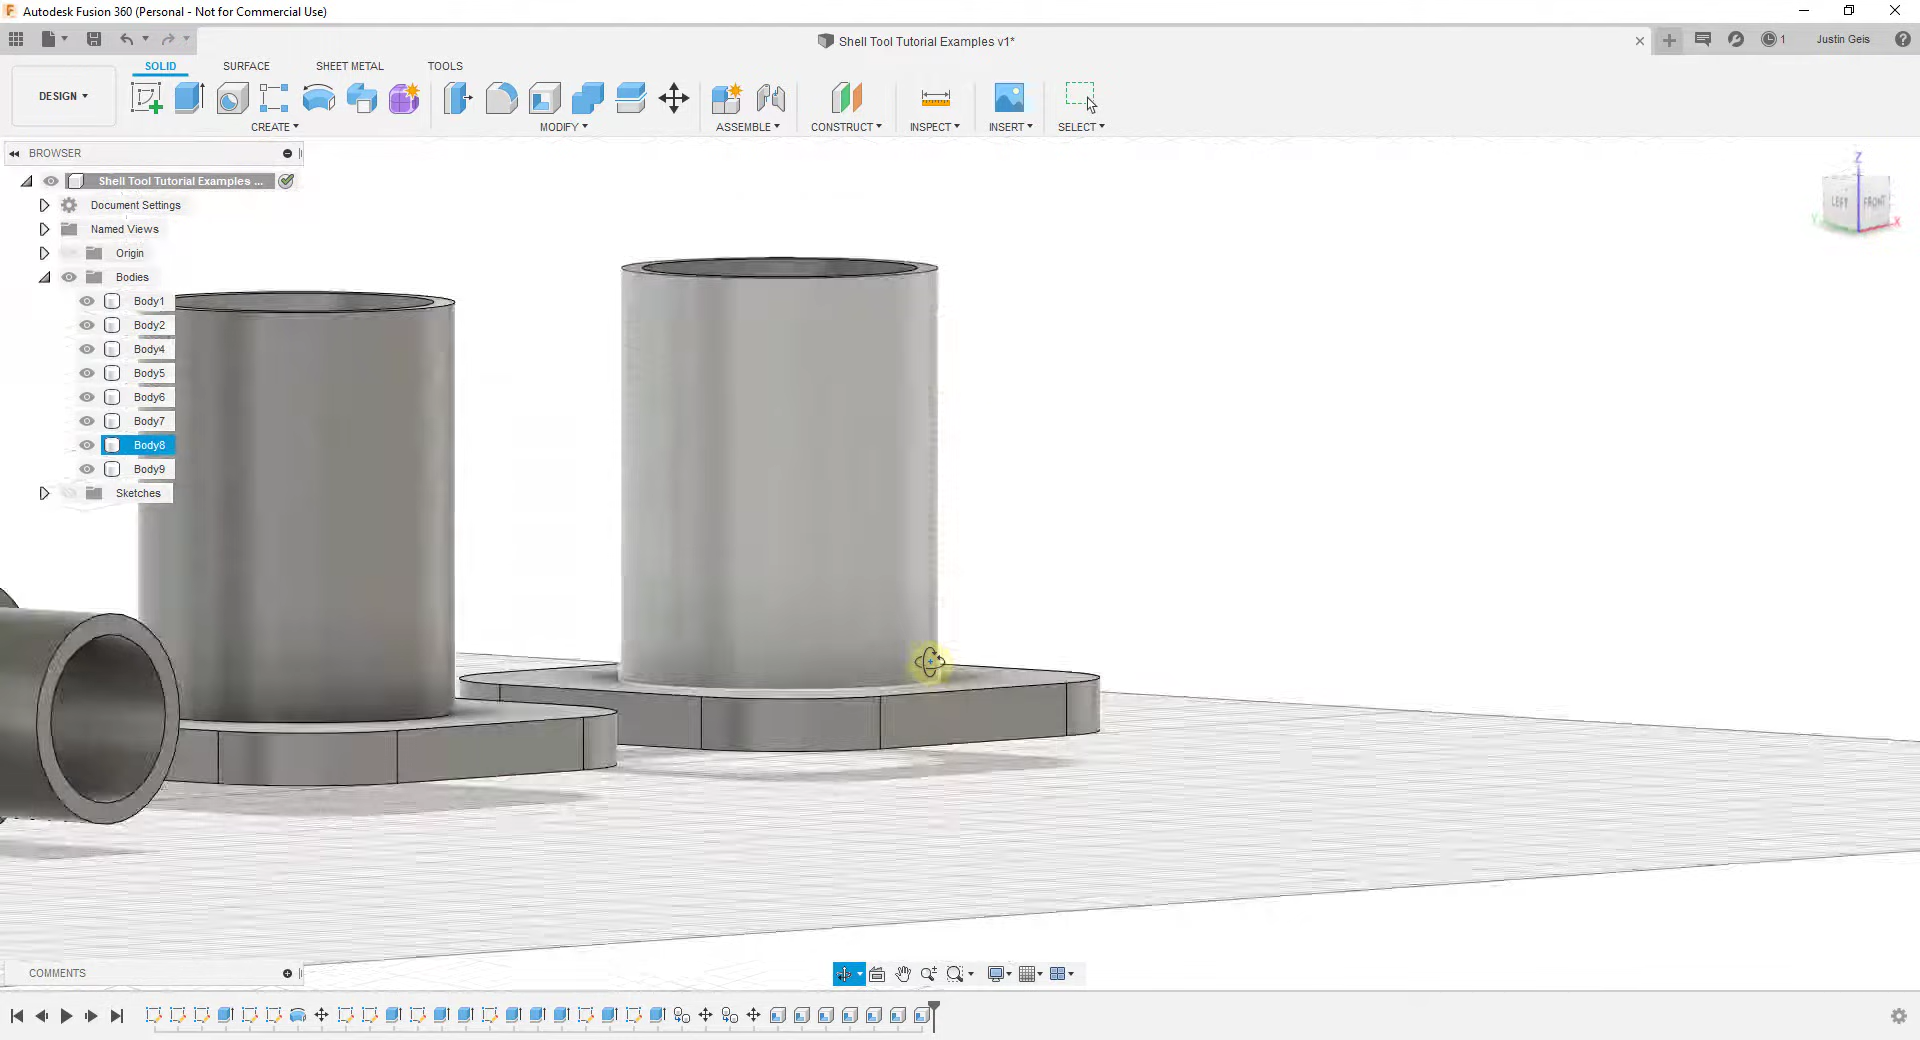 Autodesk Fusion 360 (Personal - Not for Commercial Use)
Shell Tool Tutorial Examples v1*
1
Justin Geis
SOLID
SURFACE
SHEET METAL
TOOLS
DESIGN
CREATE
MODIFY
ASSEMBLE
CONSTRUCT
INSPECT
INSERT
SELECT
BROWSER
Shell Tool Tutorial Examples ...
Document Settings
Named Views
Origin
Bodies
Body1
Body2
Body4
Body5
Body6
Body7
Body8
Body9
Sketches
Z
LEFT
FRONT
Y
X
COMMENTS